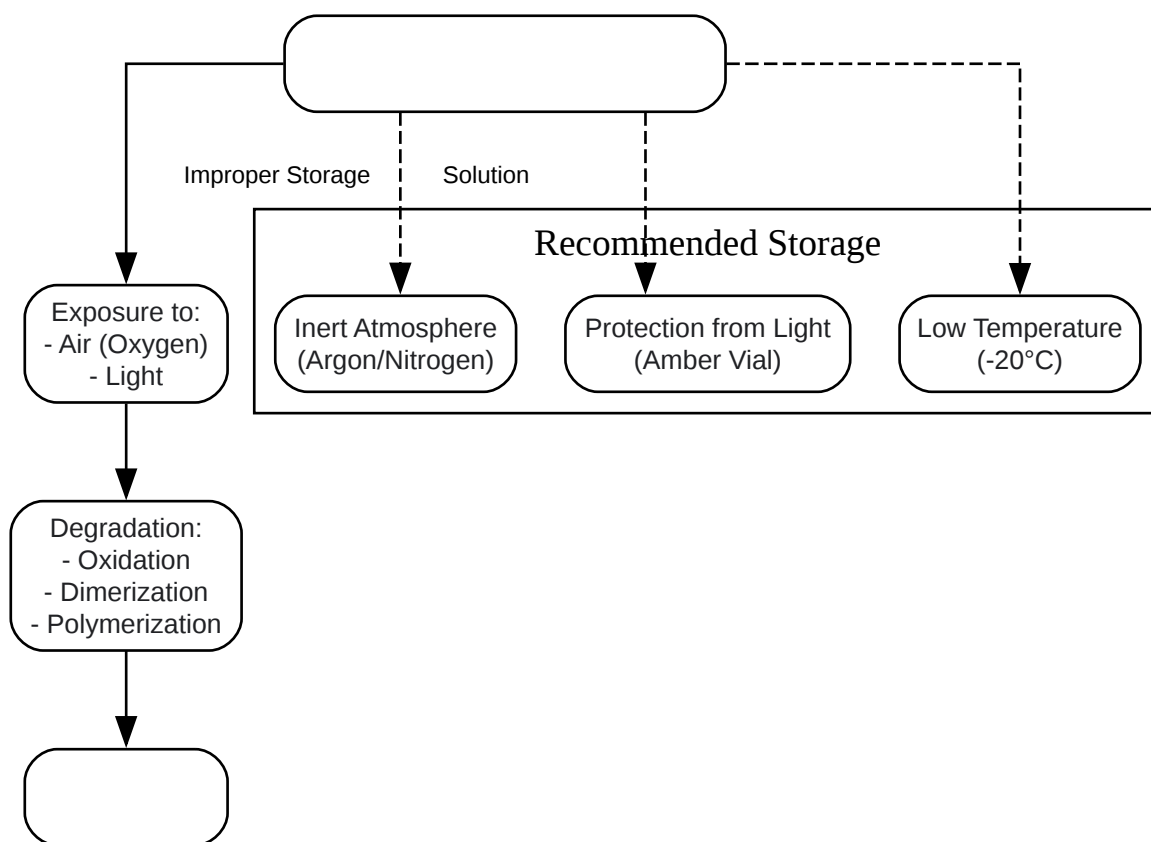 Improper Storage
Solution
Recommended Storage
Exposure to:
- Air (Oxygen)
- Light
Inert Atmosphere
(Argon/Nitrogen)
Protection from Light
(Amber Vial)
Low Temperature
(-20°C)
Degradation:
- Oxidation
- Dimerization
- Polymerization